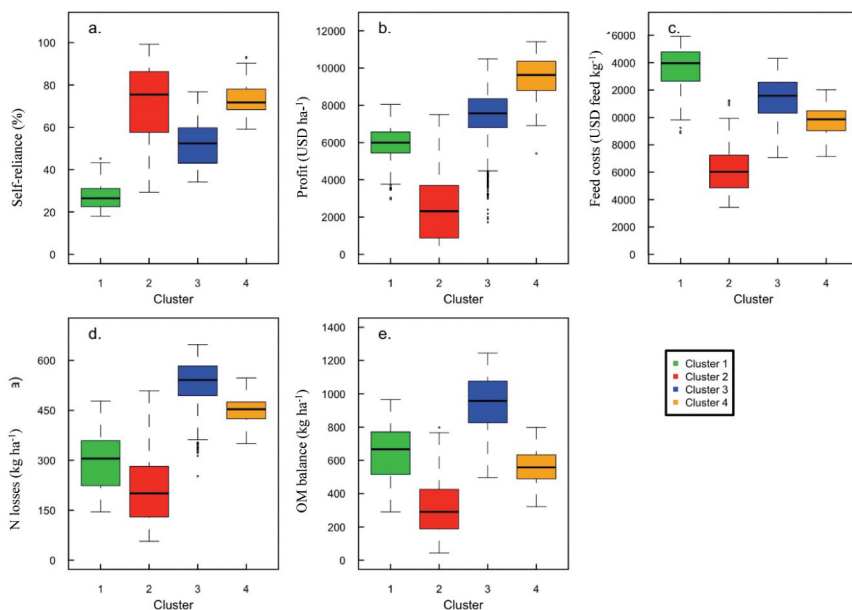 a.
100
80
60
40
20
0
Self-reliance (%)
1 2 3 4
Cluster
b.
12000
10000
8000
6000
4000
2000
0
Profit (USD ha-¹)
1 2 3 4
Cluster
c.
6000
4000
2000
0000
8000
6000
4000
2000
0
Feed costs (USD feed kg⁻¹)
1 2 3 4
Cluster
d.
600
450
300
150
0
a)
N losses (kg ha⁻¹)
1 2 3 4
Cluster
e.
1400
1200
1000
800
600
400
200
0
OM balance (kg ha⁻¹)
1 2 3 4
Cluster
Cluster 1
Cluster 2
Cluster 3
Cluster 4